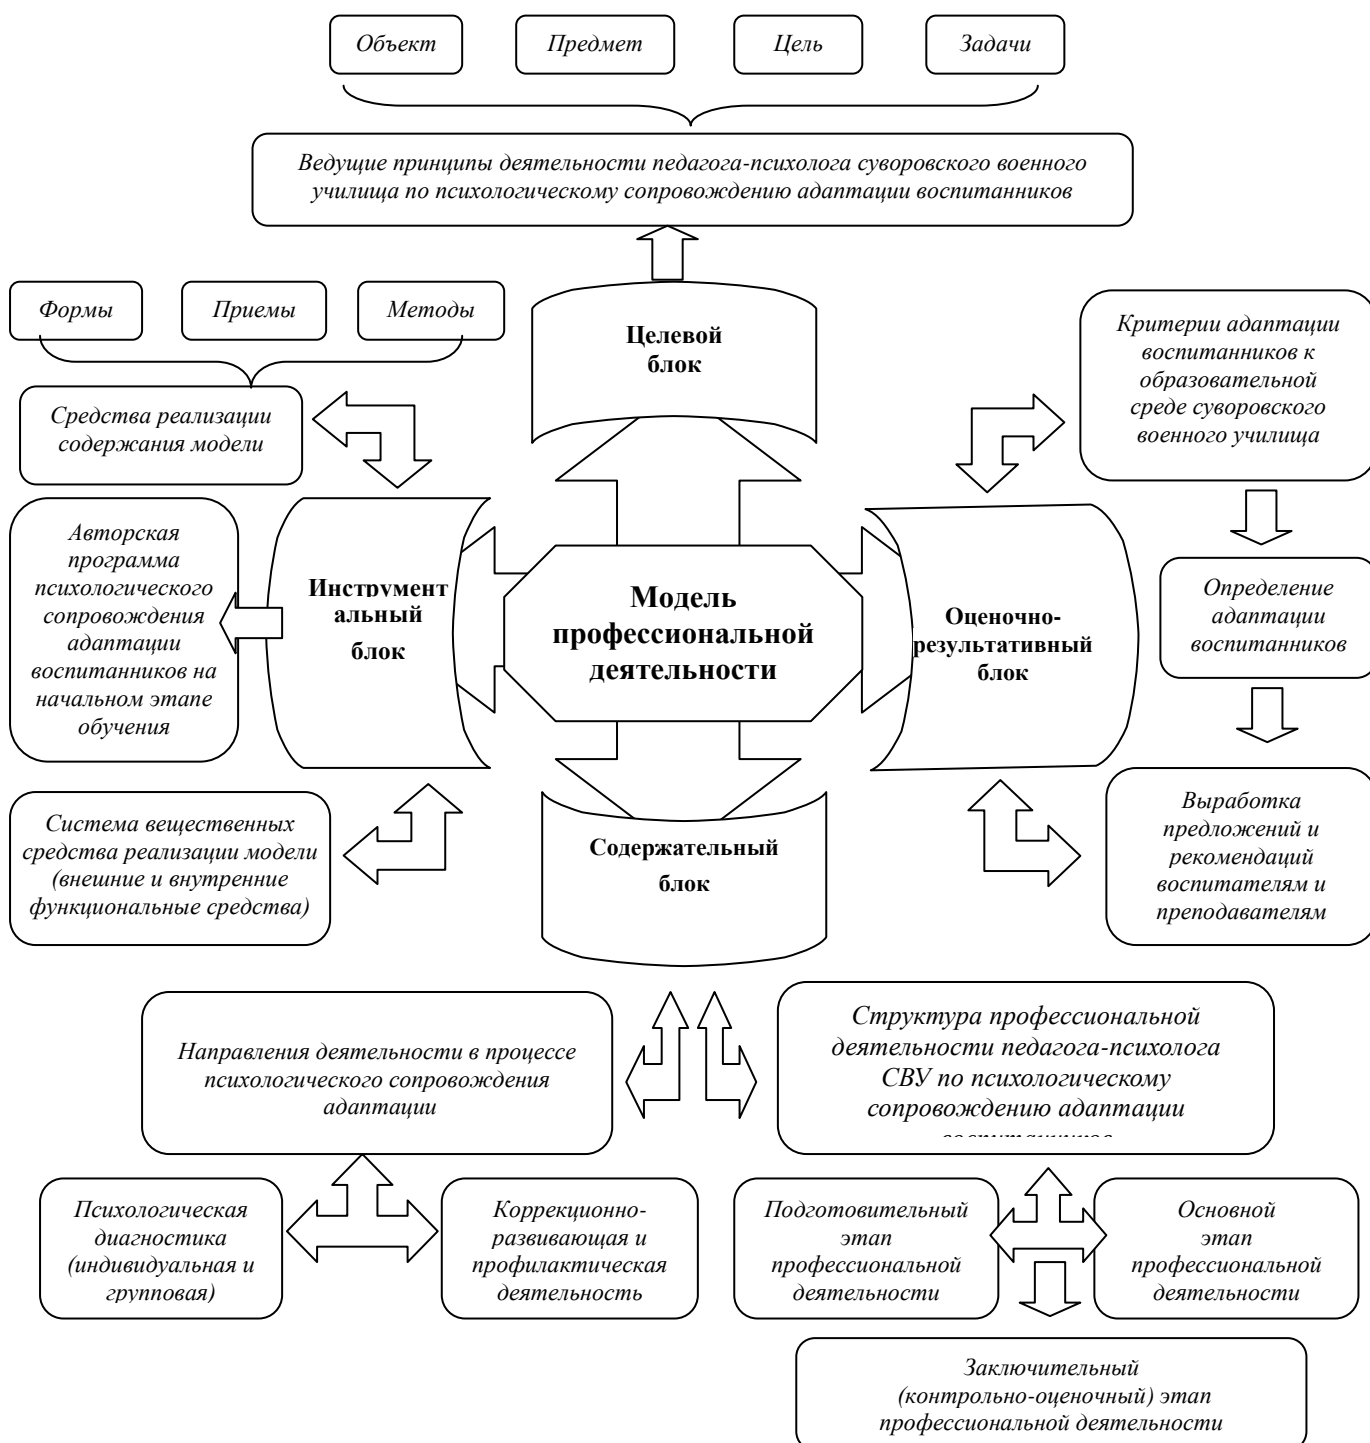 Объект
Предмет
Цель
Задачи
Ведущие принципы деятельности педагога-психолога суворовского военного
училища по психологическому сопровождению адаптации воспитанников
Формы
Приемы
Методы
Целевой
блок
Критерии адаптации
воспитанников к
образовательной
среде суворовского
военного училища
Средства реализации
содержания модели
Авторская
программа
психологического
сопровождения
адаптации
воспитанников на
начальном этапе
обучения
Инструмент
альный
блок
Модель
профессиональной
деятельности
Оценочно-
результативный
блок
Определение
адаптации
воспитанников
Система вещественных
средства реализации модели
(внешние и внутренние
функциональные средства)
Содержательный
блок
Выработка
предложений и
рекомендаций
воспитателям и
преподавателям
Направления деятельности в процессе
психологического сопровождения
адаптации
Структура профессиональной
деятельности педагога-психолога
СВУ по психологическому
сопровождению адаптации
воспитанников
Психологическая
диагностика
(индивидуальная и
групповая)
Коррекционно-
развивающая и
профилактическая
деятельность
Подготовительный
этап
профессиональной
деятельности
Основной
этап
профессиональной
деятельности
Заключительный
(контрольно-оценочный) этап
профессиональной деятельности